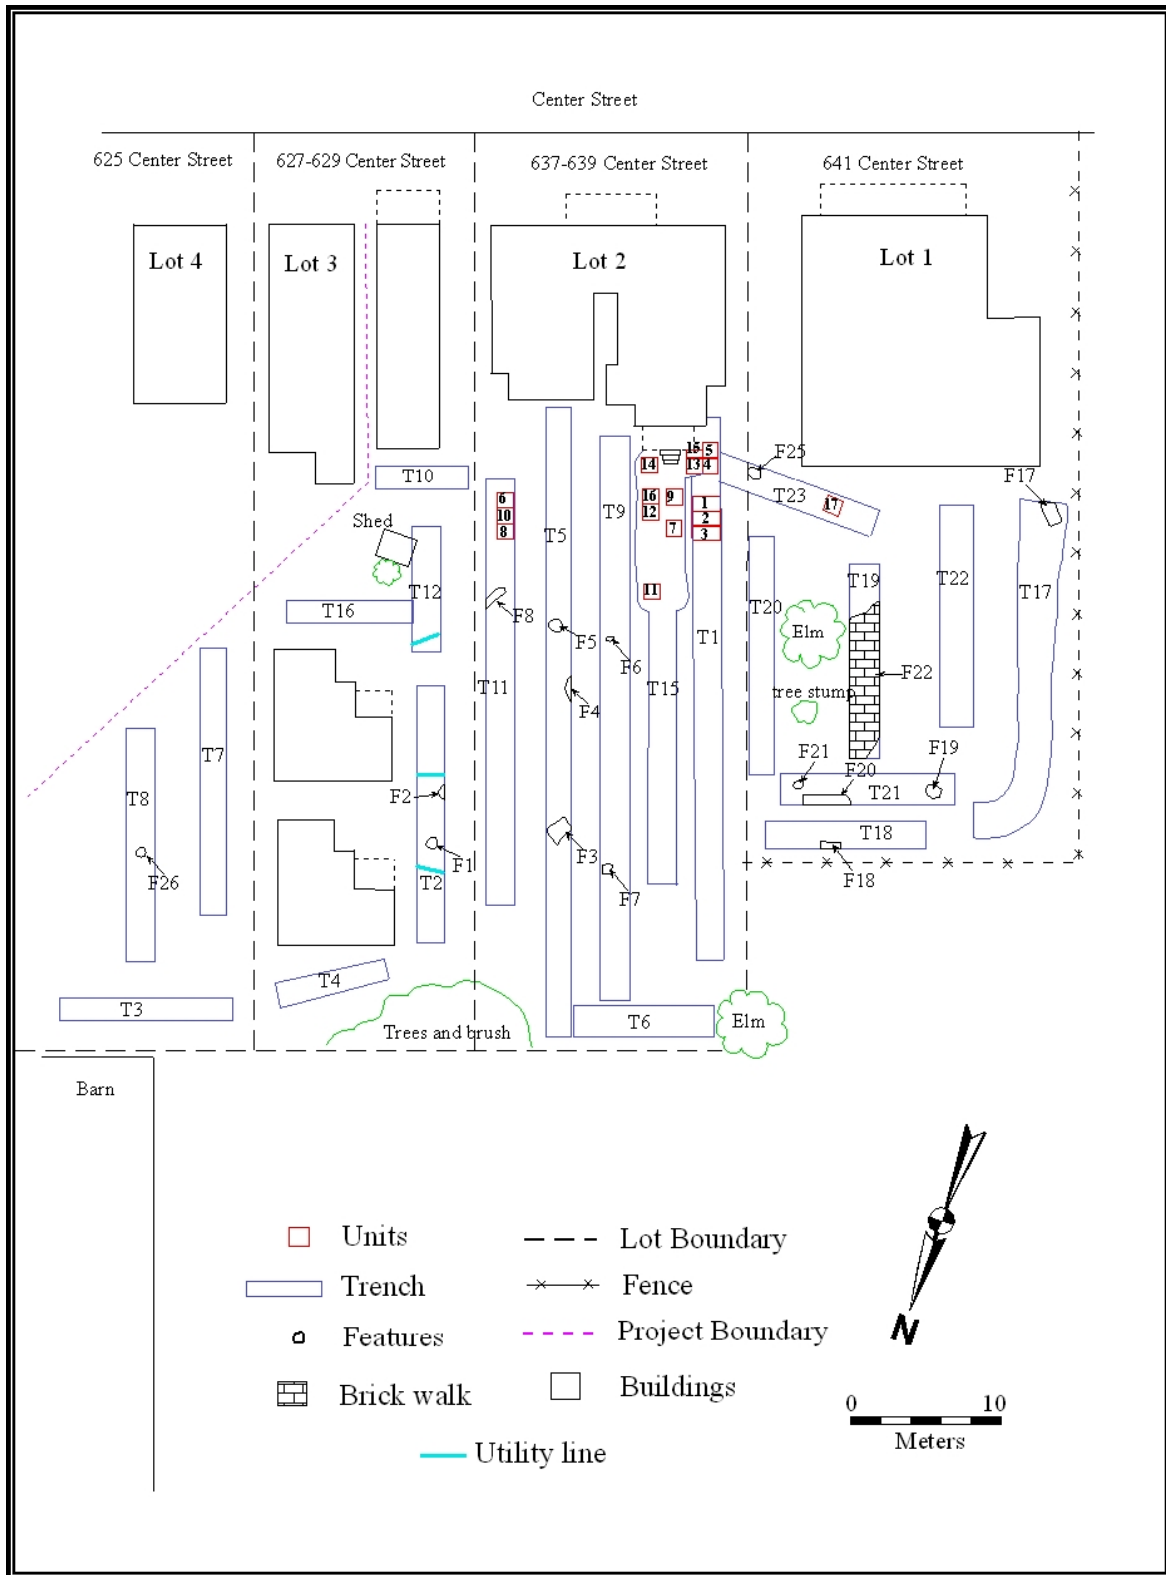 Center Street
625 Center Street
627-629 Center Street
637-639 Center Street
641 Center Street
Lot 4
Lot 3
Lot 2
Lot 1
15
5
14
13
4
F25
T10
T23
17
F17
6
10
8
16
9
12
1
2
7
3
Shed
T5
T9
T12
T16
11
F8
T20
T19
T22
T17
Elm
F5
F6
T1
F22
T11
F4
T15
tree stump
T7
T8
F2
F21
F20
F19
T21
F26
F1
F3
T18
T2
F7
F18
T4
T3
T6
Elm
Trees and brush
Barn
Units
Lot Boundary
Trench
Fence
Features
Project Boundary
Brick walk
Buildings
Utility line
N
0 10
Meters